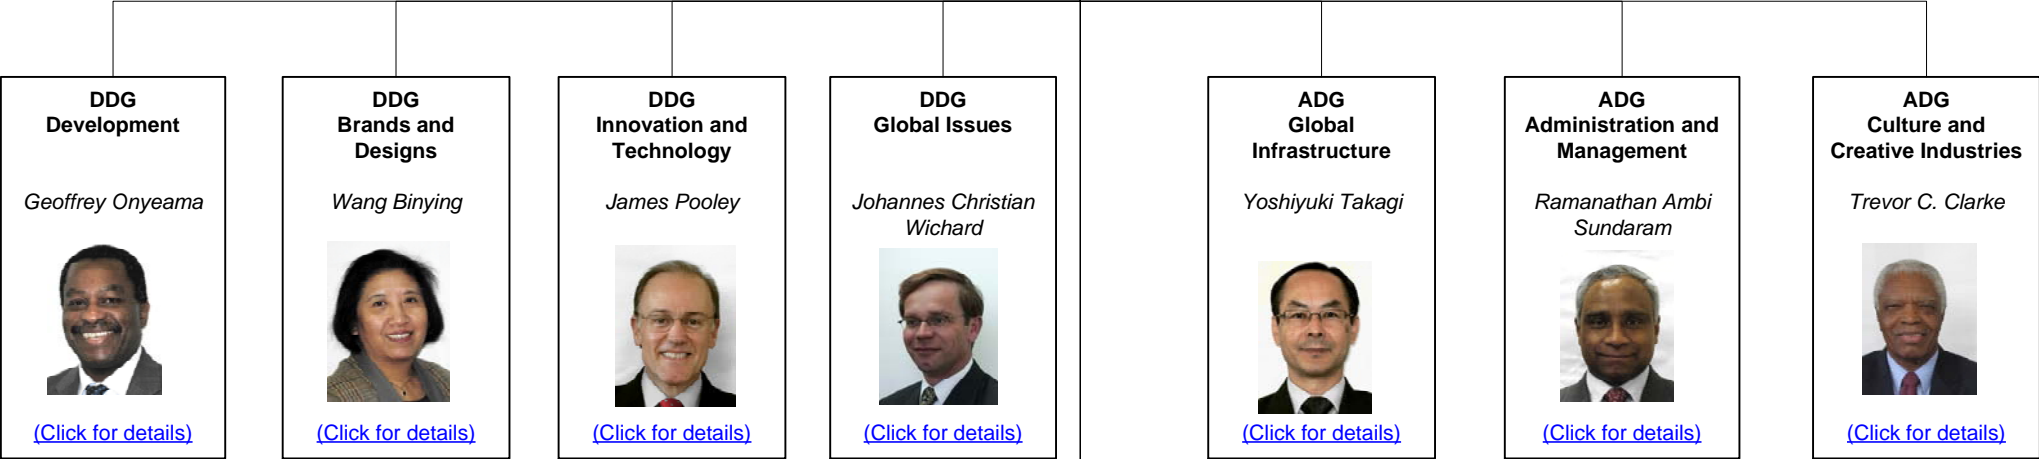 DDG
Development
Geoffrey Onyeama
(Click for details)
DDG
Brands and
Designs
Wang Binying
(Click for details)
DDG
Innovation and
Technology
James Pooley
(Click for details)
DDG
Global Issues
Johannes Christian
Wichard
(Click for details)
ADG
Global
Infrastructure
Yoshiyuki Takagi
(Click for details)
ADG
Administration and
Management
Ramanathan Ambi
Sundaram
(Click for details)
ADG
Culture and
Creative Industries
Trevor C. Clarke
(Click for details)